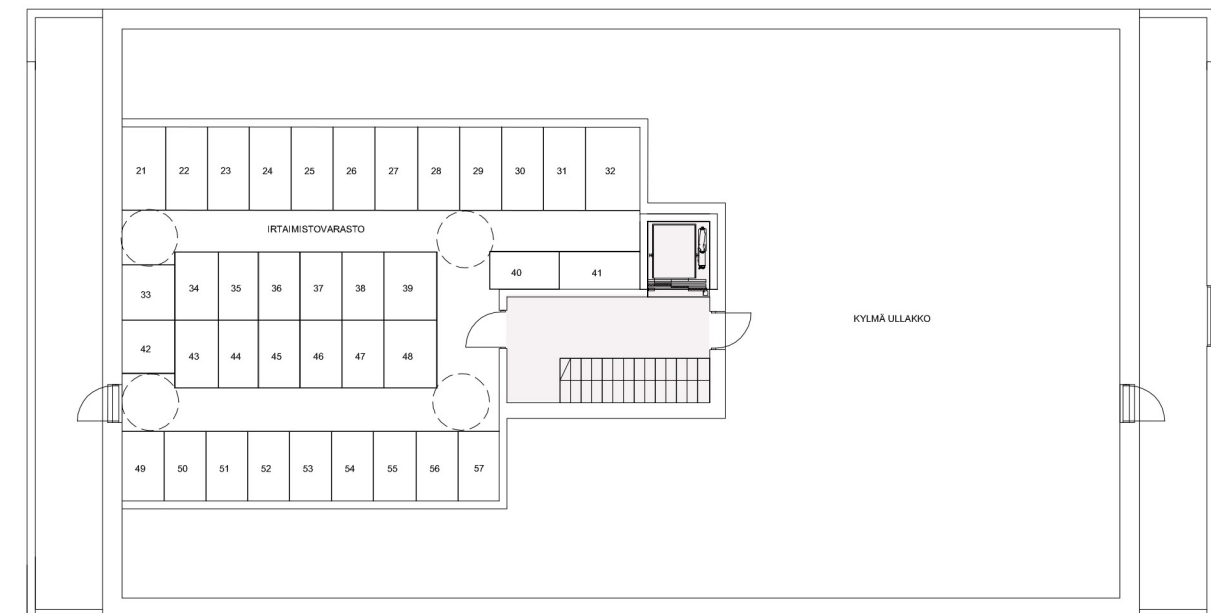 21 22 23 24 25 26 27 28 29 30 31 32
IRTAIMISTOVARASTO
33 34 35 36 37 38 39 40 41
KYLMÄ ULLAKKO
42 43 44 45 46 47 48
49 50 51 52 53 54 55 56 57